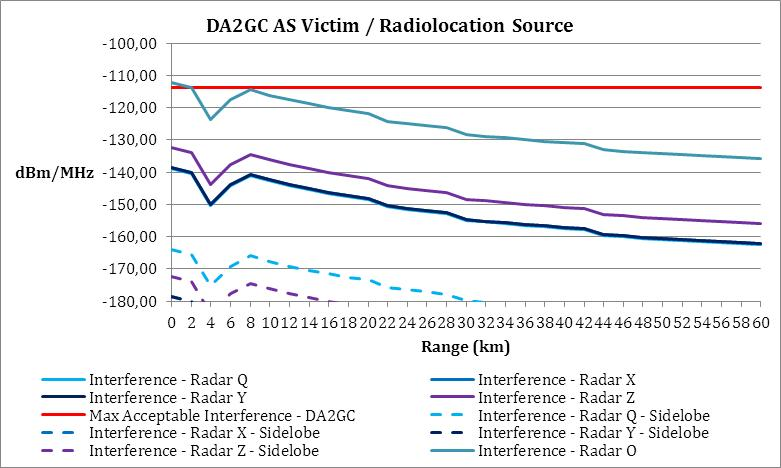 DA2GC AS Victim / Radiolocation Source
-100,00
-110,00
-120,00
-130,00
-140,00
-150,00
-160,00
-170,00
-180,00
dBm/MHz
0 2 4 6 8 10 12 14 16 18 20 22 24 26 28 30 32 34 36 38 40 42 44 46 48 50 52 54 56 58 60
Range (km)
Interference - Radar Q Interference - Radar X
Interference - Radar Y Interference - Radar Z
Max Acceptable Interference - DA2GC Interference - Radar Q - Sidelobe
Interference - Radar X - Sidelobe Interference - Radar Y - Sidelobe
Interference - Radar Z - Sidelobe Interference - Radar O